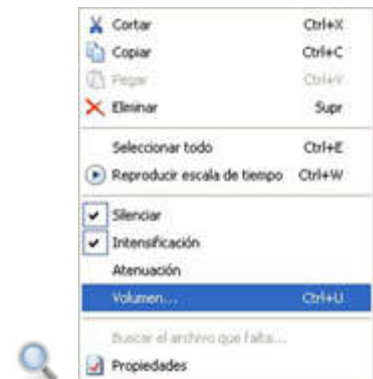 Cortar Ctrl+X
Copiar Ctrl+C
Pegar Ctrl+V
Eliminar Supr
Seleccionar todo Ctrl+E
Reproducir escala de tiempo Ctrl+W
Silenciar
Intensificación
Atenuación
Volumen... Ctrl+U
Buscar el archivo que falta...
Propiedades